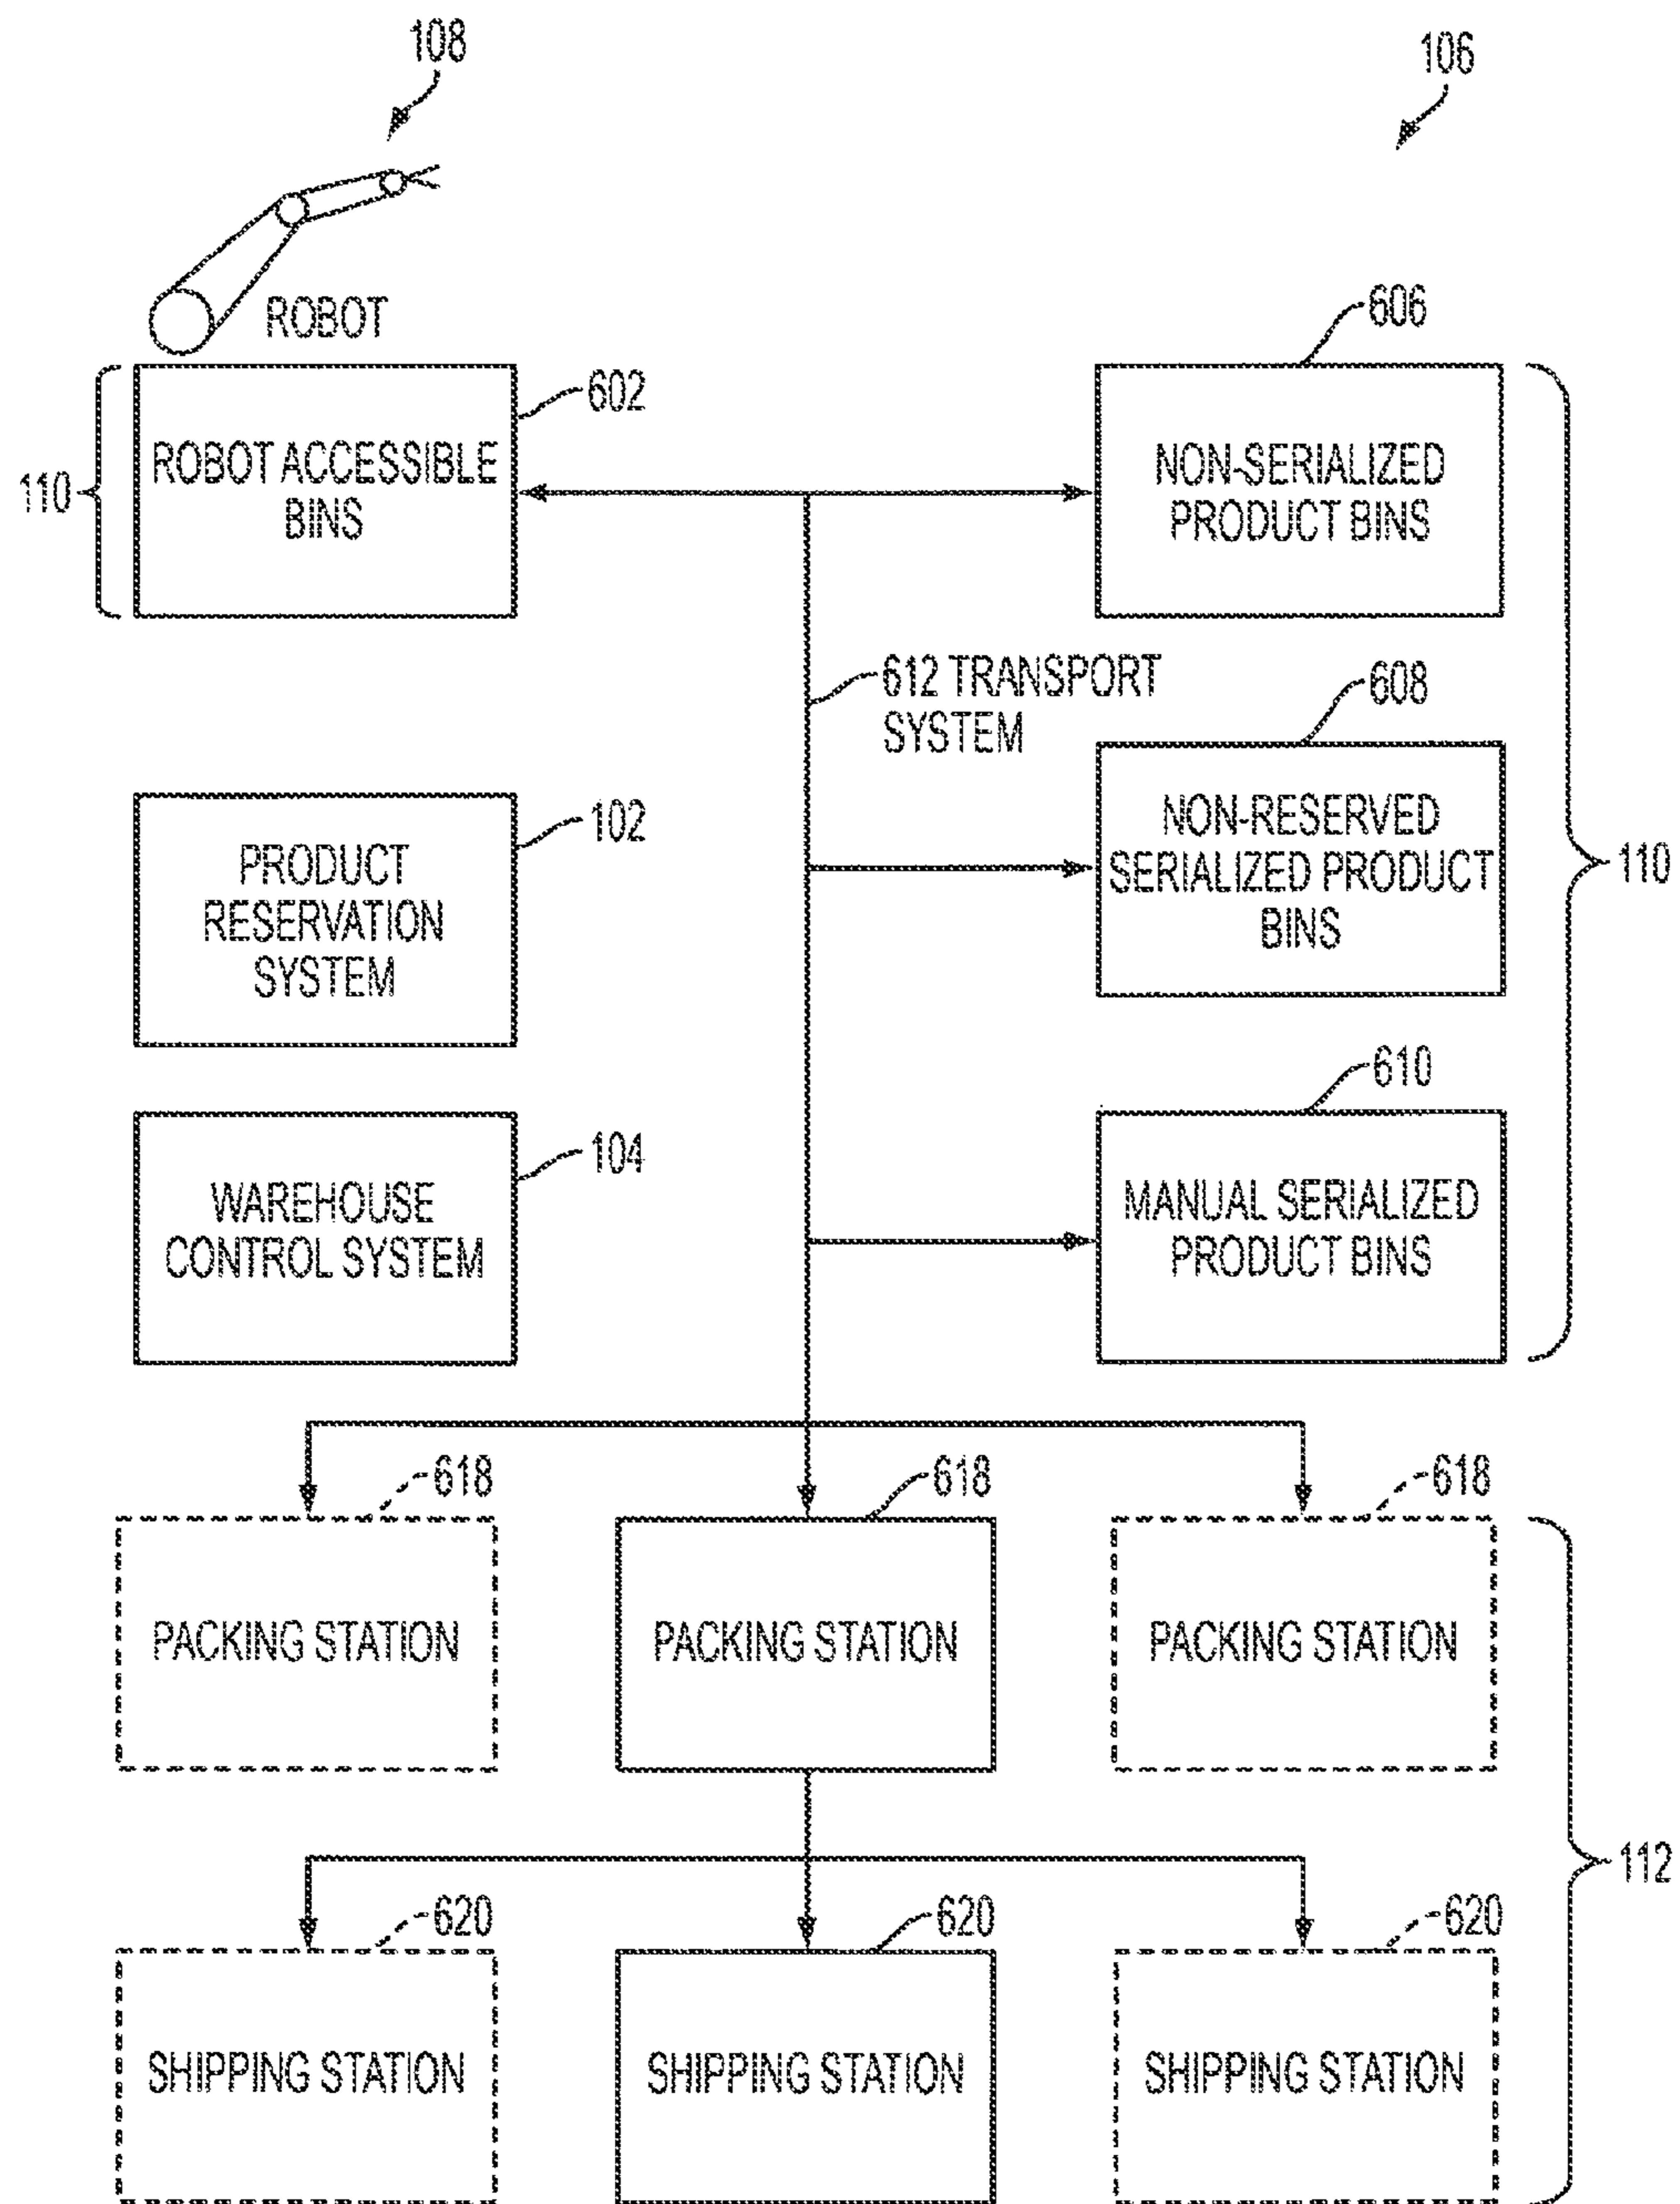 108
106
ROBOT
606
602
110
ROBOT ACCESSIBLE
BINS
NON-SERIALIZED
PRODUCT BINS
612 TRANSPORT
SYSTEM
608
102
PRODUCT
RESERVATION
SYSTEM
NON-RESERVED
SERIALIZED PRODUCT
BINS
110
610
104
WAREHOUSE
CONTROL SYSTEM
MANUAL SERIALIZED
PRODUCT BINS
618
618
618
PACKING STATION
PACKING STATION
PACKING STATION
112
620
620
620
SHIPPING STATION
SHIPPING STATION
SHIPPING STATION